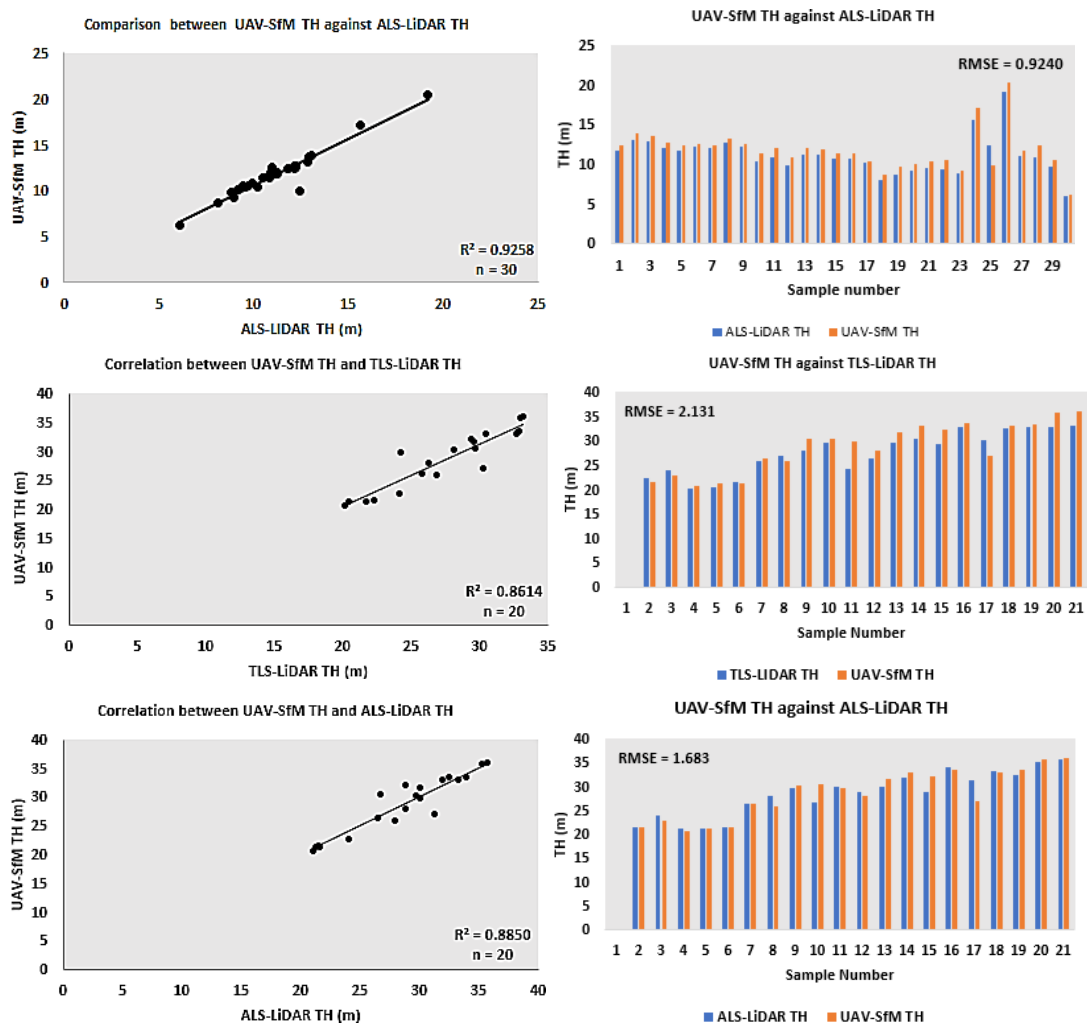 Comparison between UAV-SfM TH against ALS-LiDAR TH
25
20
15
10
5
0
UAV-SfM TH (m)
R² = 0.9258
n = 30
0 5 10 15 20 25
ALS-LIDAR TH (m)
UAV-SfM TH against ALS-LiDAR TH
RMSE = 0.9240
25
20
15
10
5
0
TH (m)
1 3 5 7 9 11 13 15 17 19 21 23 25 27 29
Sample number
ALS-LiDAR TH UAV-SfM TH
Correlation between UAV-SfM TH and TLS-LiDAR TH
40
35
30
25
20
15
10
5
0
UAV-SfM TH (m)
R² = 0.8614
n = 20
0 5 10 15 20 25 30 35
TLS-LiDAR TH (m)
UAV-SfM TH against TLS-LiDAR TH
RMSE = 2.131
40
35
30
25
20
15
10
5
0
TH (m)
1 2 3 4 5 6 7 8 9 10 11 12 13 14 15 16 17 18 19 20 21
Sample Number
TLS-LIDAR TH UAV-SfM TH
Correlation between UAV-SfM TH and ALS-LiDAR TH
40
35
30
25
20
15
10
5
0
UAV-SfM TH (m)
R² = 0.8850
n = 20
0 5 10 15 20 25 30 35 40
ALS-LiDAR TH (m)
UAV-SfM TH against ALS-LiDAR TH
RMSE = 1.683
40
35
30
25
20
15
10
5
0
TH (m)
1 2 3 4 5 6 7 8 9 10 11 12 13 14 15 16 17 18 19 20 21
Sample Number
ALS-LiDAR TH UAV-SfM TH